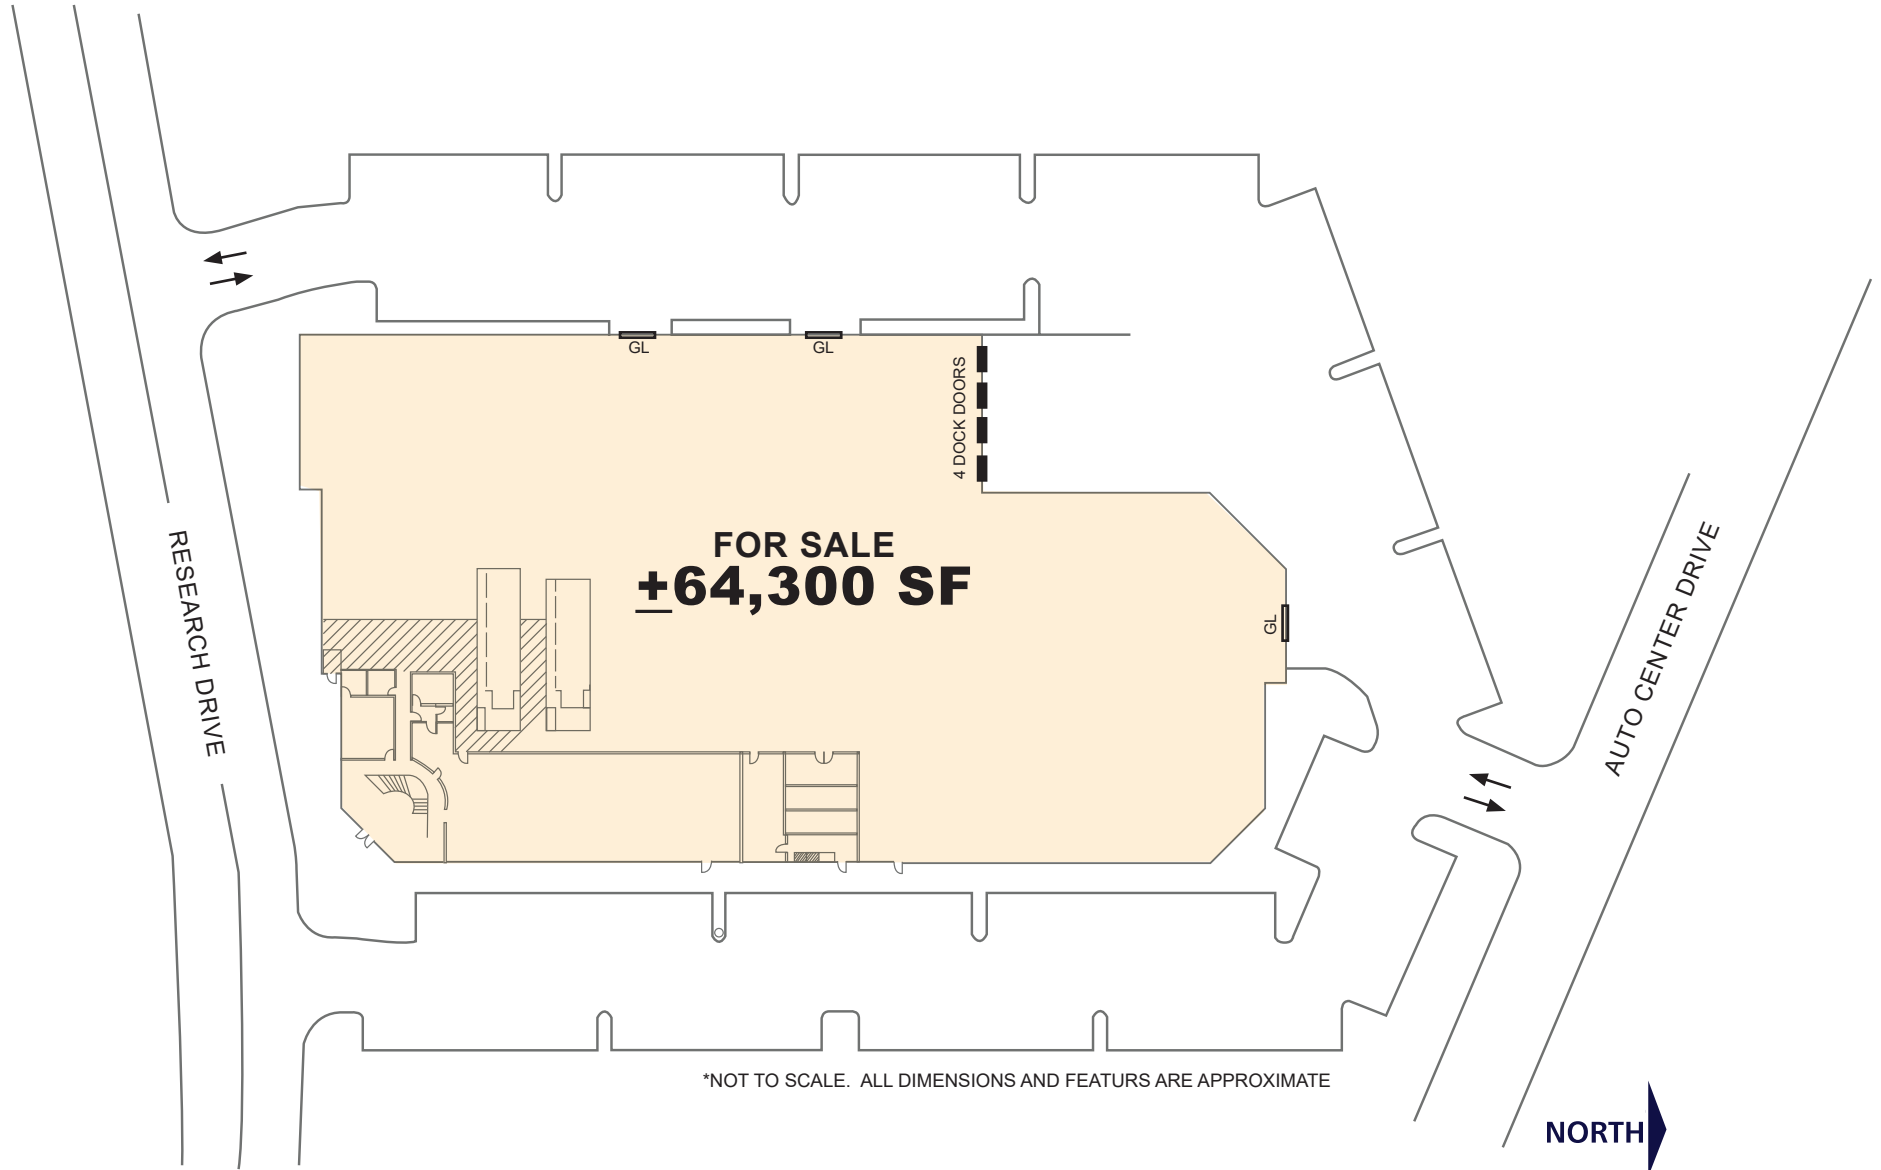 GL
GL
4 DOCK DOORS
FOR SALE
±64,300 SF
GL
RESEARCH DRIVE
AUTO CENTER DRIVE
*NOT TO SCALE.  ALL DIMENSIONS AND FEATURS ARE APPROXIMATE
NORTH